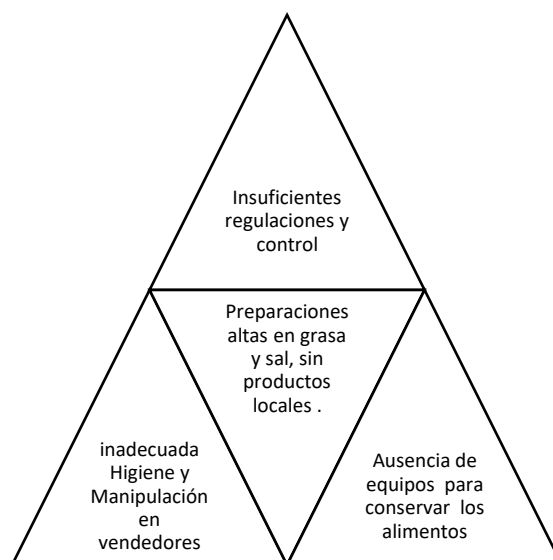 Insuficientes
regulaciones y
control
Preparaciones
altas en grasa
y sal, sin
productos
locales .
inadecuada
Higiene y
Manipulación
en
vendedores
Ausencia de
equipos para
conservar los
alimentos